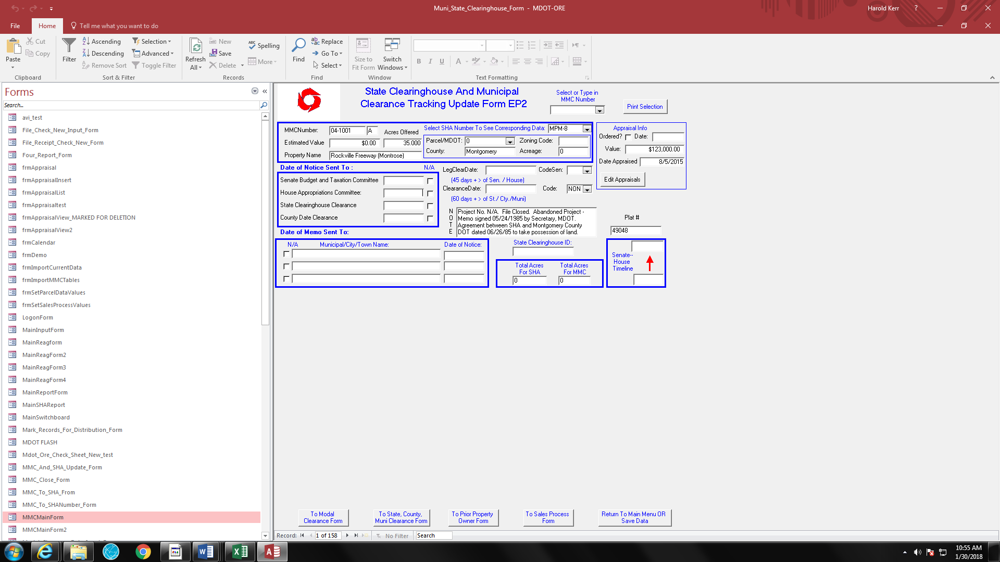 Muni_State_Clearinghouse_Form - MDOT-ORE
Harold Kerr
?
File
Home
Tell me what you want to do
Paste
Cut
Copy
Clipboard
Filter
Ascending
Descending
Remove Sort
Selection
Advanced
Toggle Filter
Sort & Filter
Refresh
All
New
Save
Delete
Spelling
More
Records
Find
Replace
Go To
Select
Find
Size to
Fit Form
Switch
Windows
Window
B I U
A
Text Formatting
Forms
Search...
avi_test
File_Check_New_Input_Form
File_Receipt_Check_New_Form
Four_Report_Form
frmAppraisal
frmAppraisalInsert
frmAppraisalList
frmAppraisaltest
frmAppraisalView_MARKED FOR DELETION
frmAppraisalView2
frmCalendar
frmDemo
frmImportCurrentData
frmImportMMCTables
frmSetParcelDataValues
frmSetSalesProcessValues
LogonForm
MainInputForm
MainReagform
MainReagForm2
MainReagForm3
MainReagForm4
MainReportForm
MainSHAReport
MainSwitchboard
Mark_Records_For_Distribution_Form
MDOT FLASH
Mdot_Ore_Check_Sheet_New_test
MMC_And_SHA_Update_Form
MMC_Close_Form
MMC_To_SHA_From
MMC_To_SHANumber_Form
MMCMainForm
MMCMainForm2
State Clearinghouse And Municipal
Clearance Tracking Update Form EP2
Select or Type in
MMC Number
Print Selection
MMCNumber:
04-1001
A
Acres Offered
Estimated Value
$0.00
35.000
Property Name
Rockville Freeway (Montrose)
Select SHA Number To See Corresponding Data:
MPM-8
Parcel/MDOT:
0
Zoning Code:
County:
Montgomery
Acreage:
0
Appraisal Info
Ordered?
Date:
Value:
$123,000.00
Date Appraised
8/5/2015
Edit Appraisals
Date of Notice Sent To :
N/A
Senate Budget and Taxation Committee
House Appropriations Committee:
State Clearinghouse Clearance
County Date Clearance
LegClearDate:
CodeSen:
(45 days + > of Sen. / House)
ClearanceDate:
Code:
NON
(60 days + > of St./ Cty./Muni)
N
O
T
E
Project No. N/A. File Closed. Abandoned Project -
Memo signed 05/24/1985 by Secretary, MDOT.
Agreement between SHA and Montgomery County
DOT dated 06/26/85 to take possession of land.
Plat #
49048
Date of Memo Sent To:
N/A
Municipal/City/Town Name:
Date of Notice:
State Clearinghouse ID:
Total Acres
For SHA
0
Total Acres
For MMC
0
Senate--
House
Timeline
To Modal
Clearance Form
To State, County,
Muni Clearance Form
To Prior Property
Owner Form
To Sales Process
Form
Return To Main Menu OR
Save Data
Record:
1 of 158
No Filter
Search
10:55 AM
1/30/2018